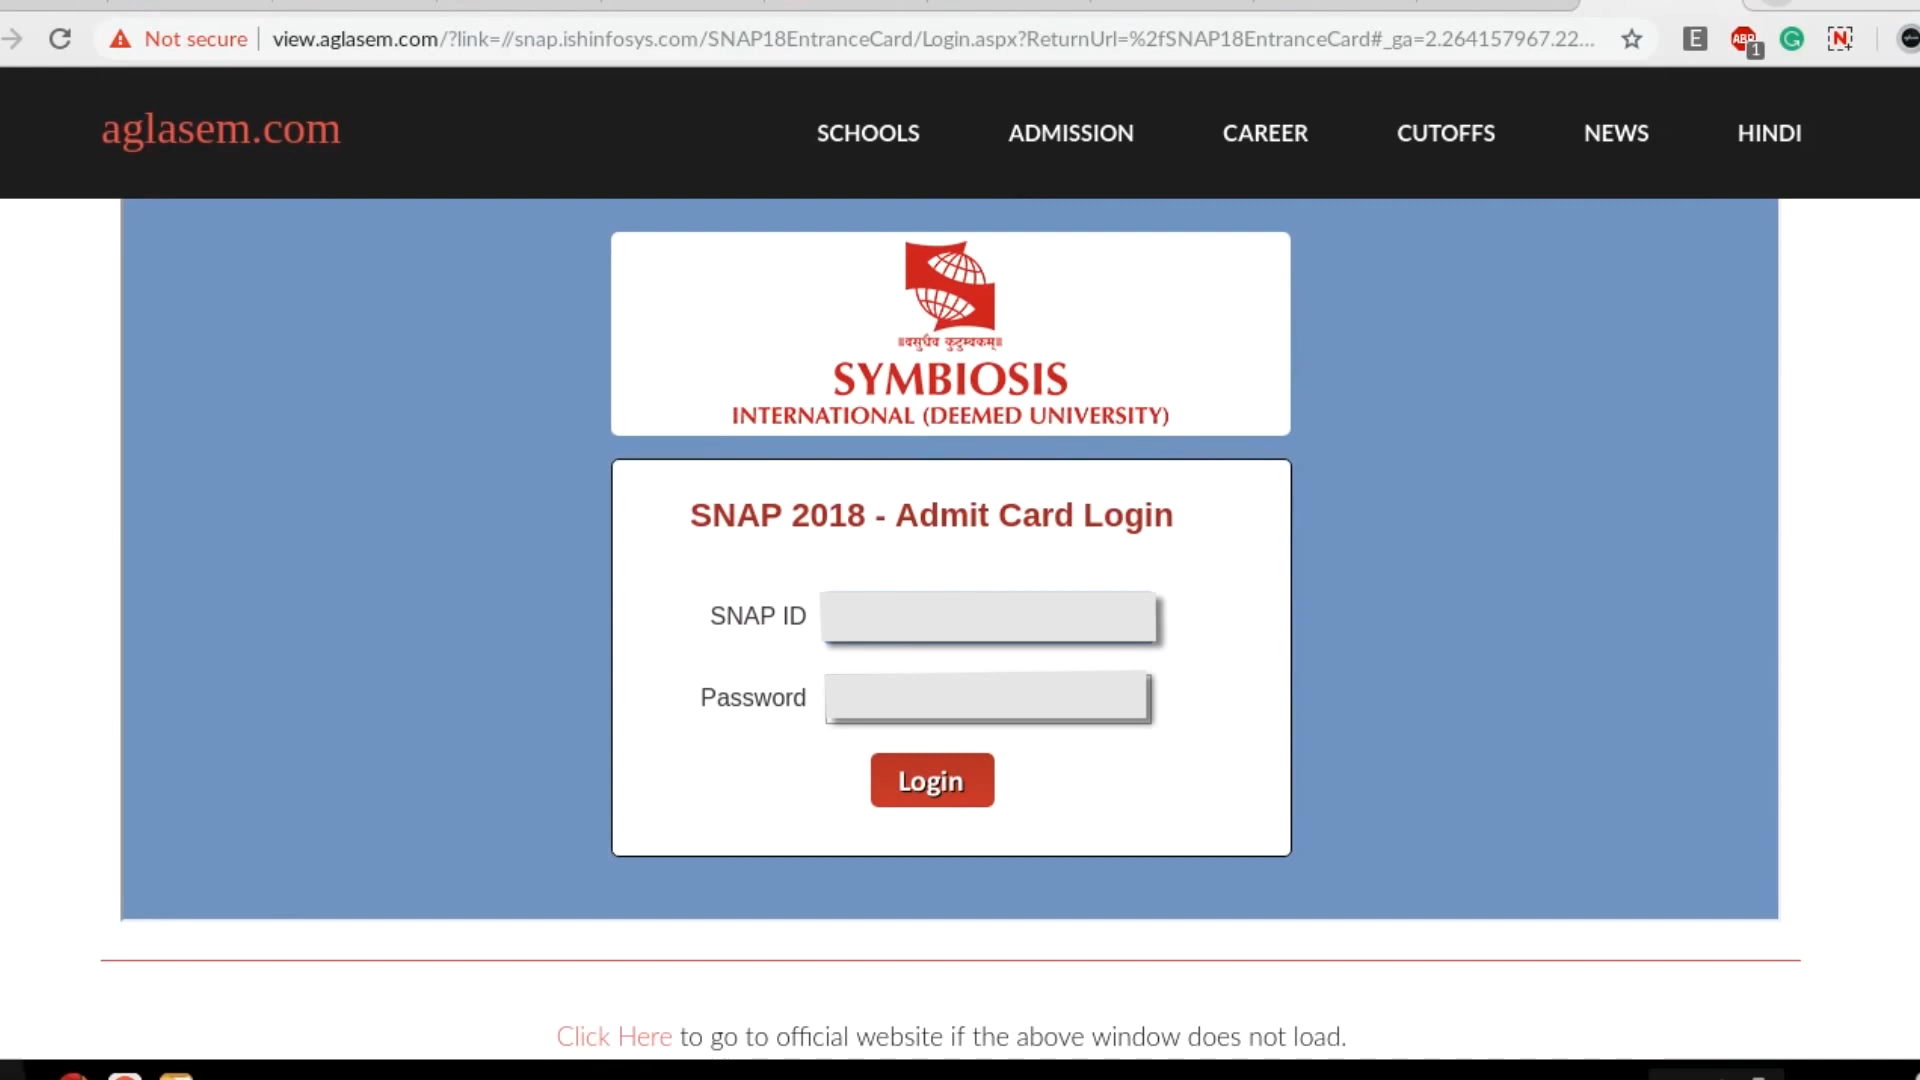 Not secure
view.aglasem.com/?link=//snap.ishinfosys.com/SNAP18EntranceCard/Login.aspx?ReturnUrl=%2fSNAP18EntranceCard#_ga=2.264157967.22...
E
ABP
1
G
N
aglasem.com
SCHOOLS
ADMISSION
CAREER
CUTOFFS
NEWS
HINDI
॥वसुधैव कुटुम्बकम्॥
SYMBIOSIS
INTERNATIONAL (DEEMED UNIVERSITY)
SNAP 2018 - Admit Card Login
SNAP ID
Password
Login
Click Here to go to official website if the above window does not load.